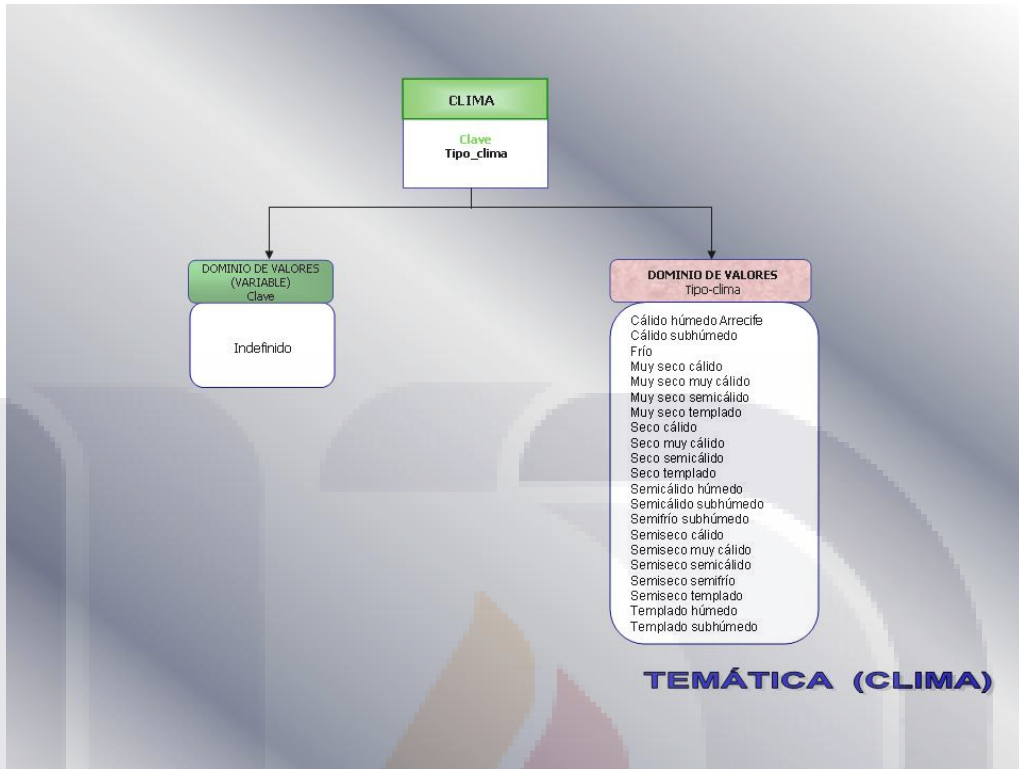 CLIMA
Clave
Tipo_clima
DOMINIO DE VALORES
(VARIABLE)
Clave
Indefinido
DOMINIO DE VALORES
Tipo-clima
Cálido húmedo Arrecife
Cálido subhúmedo
Frío
Muy seco cálido
Muy seco muy cálido
Muy seco semicálido
Muy seco templado
Seco cálido
Seco muy cálido
Seco semicálido
Seco templado
Semicálido húmedo
Semicálido subhúmedo
Semifrío subhúmedo
Semiseco cálido
Semiseco muy cálido
Semiseco semicálido
Semiseco semifrío
Semiseco templado
Templado húmedo
Templado subhúmedo
TEMÁTICA (CLIMA)